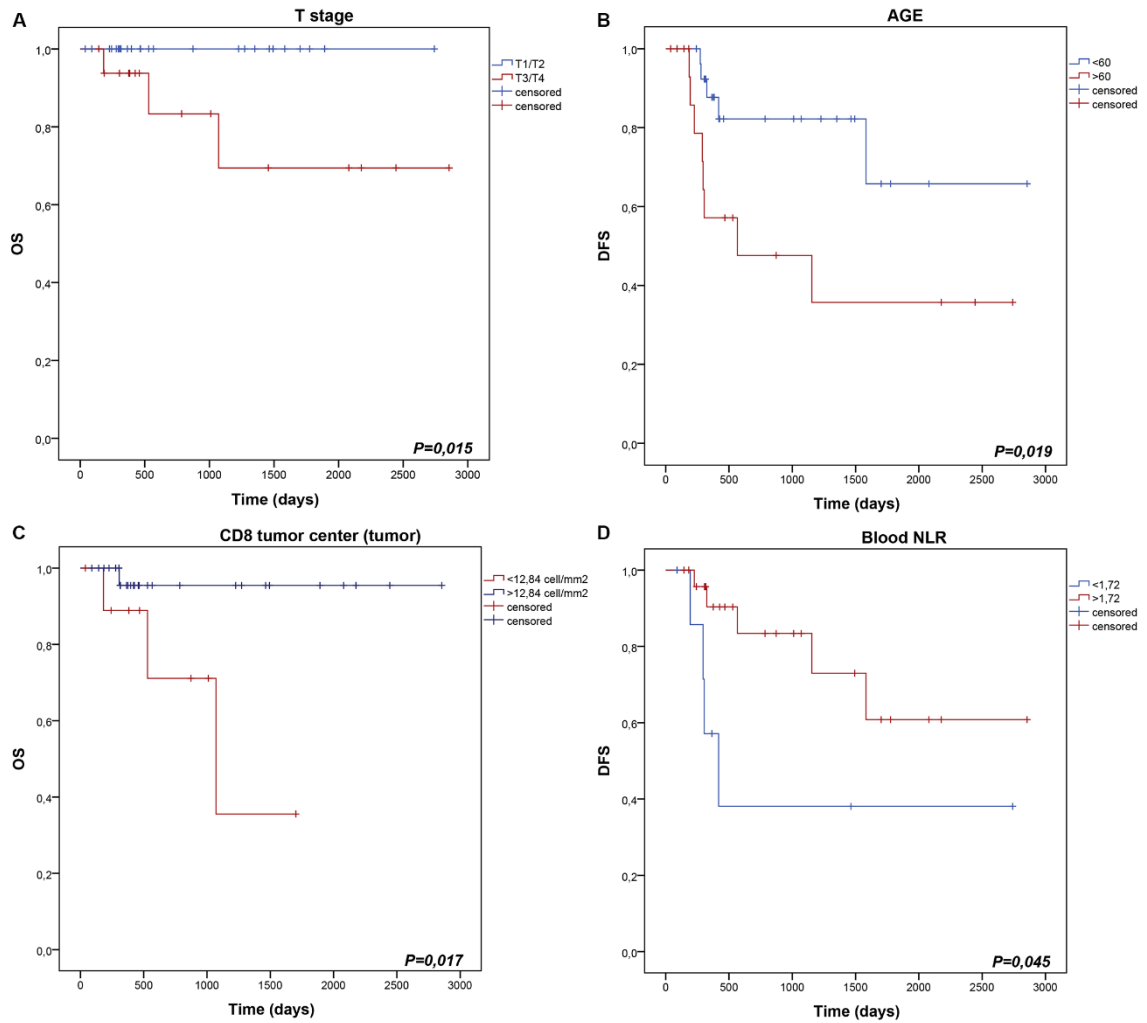 A
T stage
1,0
0,8
0,6
0,4
0,2
0,0
OS
T1/T2
T3/T4
censored
censored
P=0,015
0 500 1000 1500 2000 2500 3000
Time (days)
B
AGE
1,0
0,8
0,6
0,4
0,2
0,0
DFS
<60
>60
censored
censored
P=0,019
0 500 1000 1500 2000 2500 3000
Time (days)
C
CD8 tumor center (tumor)
1,0
0,8
0,6
0,4
0,2
0,0
OS
<12,84 cell/mm2
>12,84 cell/mm2
censored
censored
P=0,017
0 500 1000 1500 2000 2500 3000
Time (days)
D
Blood NLR
1,0
0,8
0,6
0,4
0,2
0,0
DFS
<1,72
>1,72
censored
censored
P=0,045
0 500 1000 1500 2000 2500 3000
Time (days)